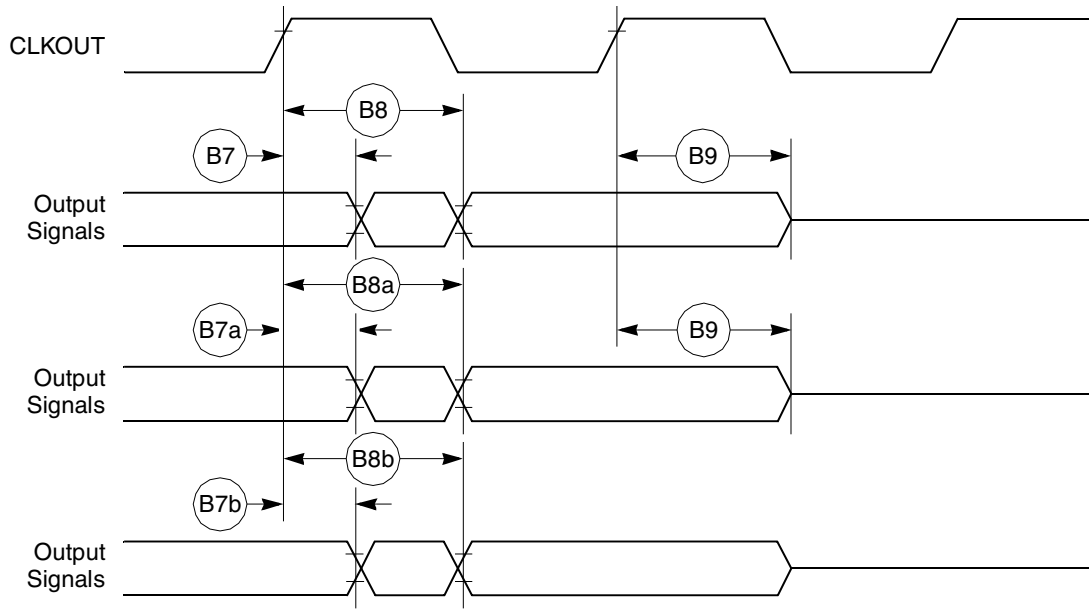 CLKOUT
B8
B7
B9
Output
Signals
B8a
B7a
B9
Output
Signals
B8b
B7b
Output
Signals